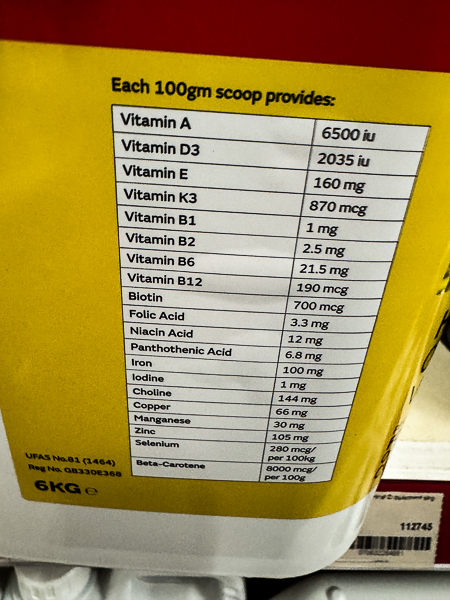 Each 100gm scoop provides:
Vitamin A 6500 iu
Vitamin D3 2035 iu
Vitamin E 160 mg
Vitamin K3 870 mcg
Vitamin B1 1 mg
Vitamin B2 2.5 mg
Vitamin B6 21.5 mg
Vitamin B12 190 mcg
Biotin 700 mcg
Folic Acid 3.3 mg
Niacin Acid 12 mg
Panthothenic Acid 6.8 mg
Iron 100 mg
Iodine 1 mg
Choline 144 mg
Copper 66 mg
Manganese 30 mg
Zinc 105 mg
Selenium 280 mcg/
per 100kg
Beta-Carotene 8000 mcg/
per 100g
UFAS No.81 (1464)
Reg No. GB330E368
6KG e
112745